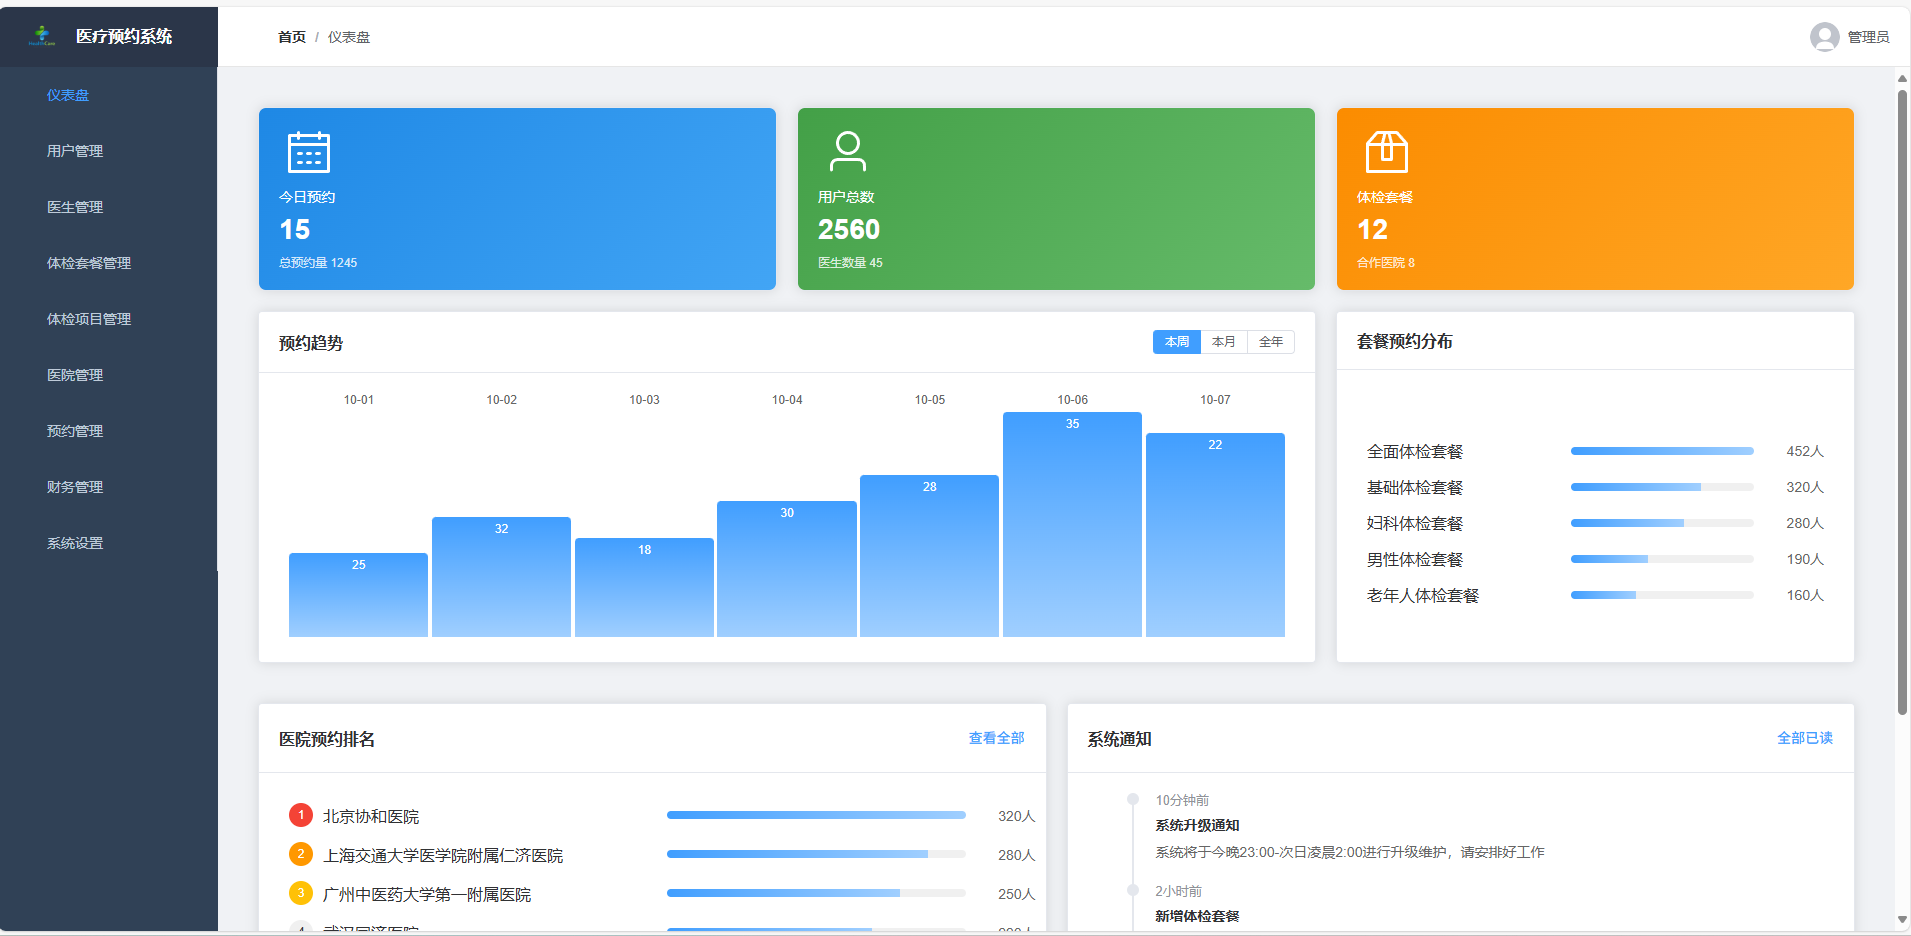 HealthCare
医疗预约系统
首页 / 仪表盘
管理员
仪表盘
用户管理
医生管理
体检套餐管理
体检项目管理
医院管理
预约管理
财务管理
系统设置
今日预约
15
总预约量 1245
用户总数
2560
医生数量 45
体检套餐
12
合作医院 8
预约趋势
本周 本月 全年
10-01 10-02 10-03 10-04 10-05 10-06 10-07
25 32 18 30 28 35 22
套餐预约分布
全面体检套餐 452人
基础体检套餐 320人
妇科体检套餐 280人
男性体检套餐 190人
老年人体检套餐 160人
医院预约排名
查看全部
1 北京协和医院 320人
2 上海交通大学医学院附属仁济医院 280人
3 广州中医药大学第一附属医院 250人
4 武汉同济医院
系统通知
全部已读
10分钟前
系统升级通知
系统将于今晚23:00-次日凌晨2:00进行升级维护，请安排好工作
2小时前
新增体检套餐